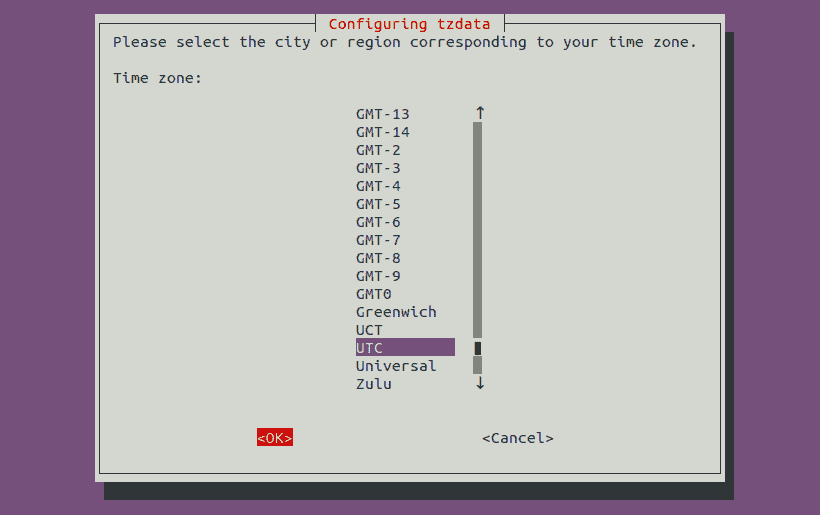 Configuring tzdata
Please select the city or region corresponding to your time zone.
Time zone:
GMT-13
GMT-14
GMT-2
GMT-3
GMT-4
GMT-5
GMT-6
GMT-7
GMT-8
GMT-9
GMT0
Greenwich
UCT
UTC
Universal
Zulu
<OK> <Cancel>